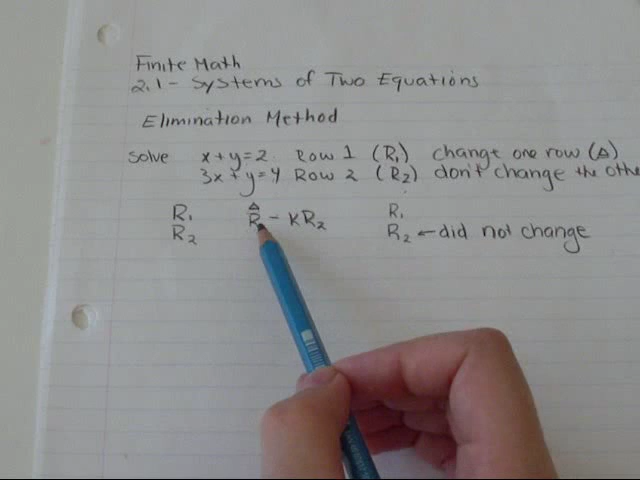 Finite Math
2.1 - Systems of Two Equations
Elimination Method
Solve x+y=2 Row 1 (R₁) change one row (Δ)
3x+y=4 Row 2 (R₂) don't change the othe
R₁ Δ R₁
R₂ R - KR₂ R₂ ← did not change